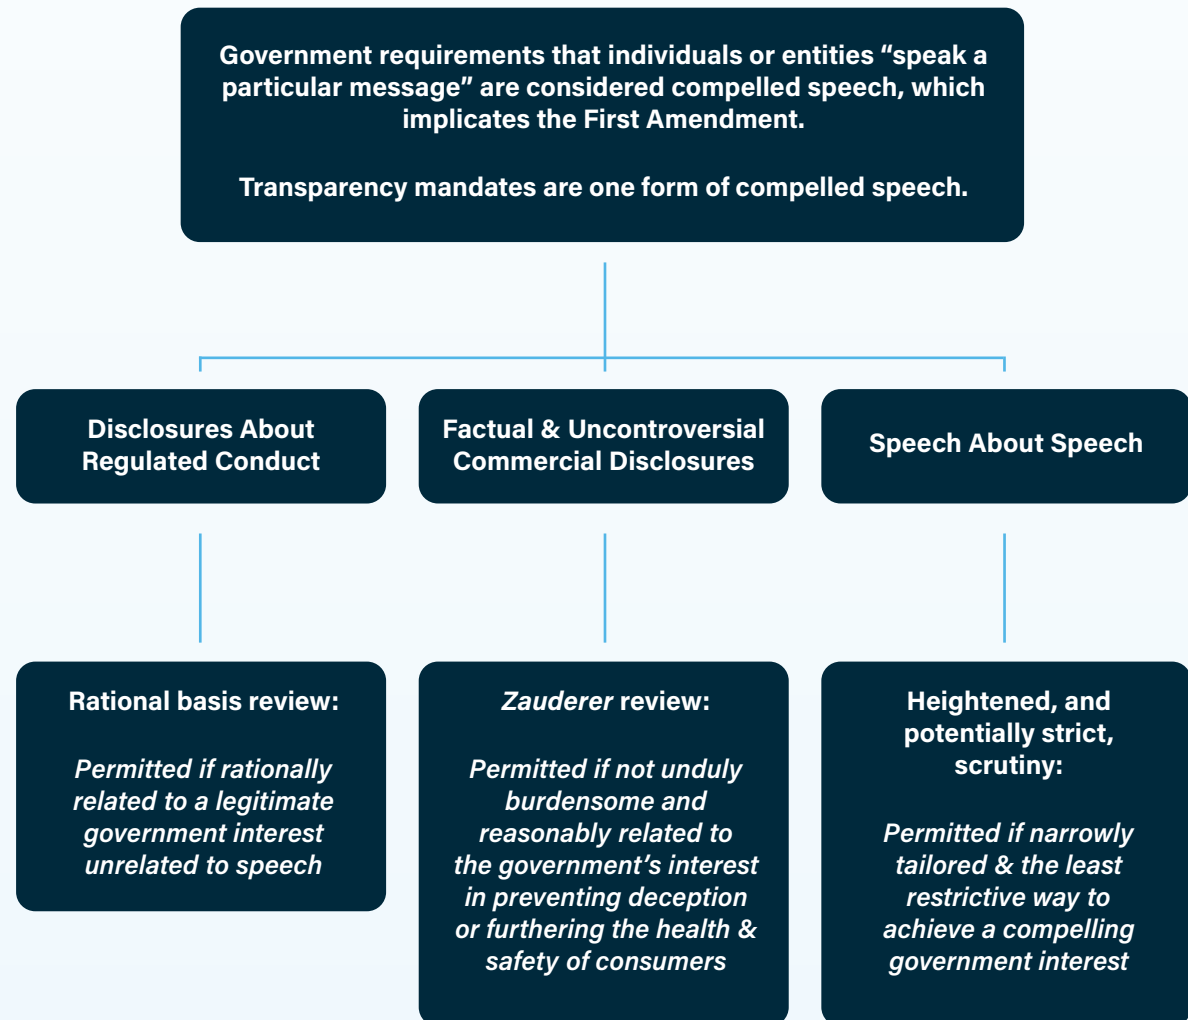 Government requirements that individuals or entities “speak a
particular message” are considered compelled speech, which
implicates the First Amendment.
Transparency mandates are one form of compelled speech.
Disclosures About
Regulated Conduct
Factual & Uncontroversial
Commercial Disclosures
Speech About Speech
Rational basis review:
Permitted if rationally
related to a legitimate
government interest
unrelated to speech
Zauderer review:
Permitted if not unduly
burdensome and
reasonably related to
the government’s interest
in preventing deception
or furthering the health &
safety of consumers
Heightened, and
potentially strict,
scrutiny:
Permitted if narrowly
tailored & the least
restrictive way to
achieve a compelling
government interest